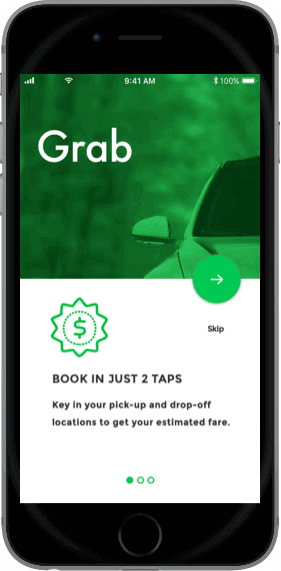 9:41 AM
100%
Grab
Skip
$
BOOK IN JUST 2 TAPS
Key in your pick-up and drop-off
locations to get your estimated fare.